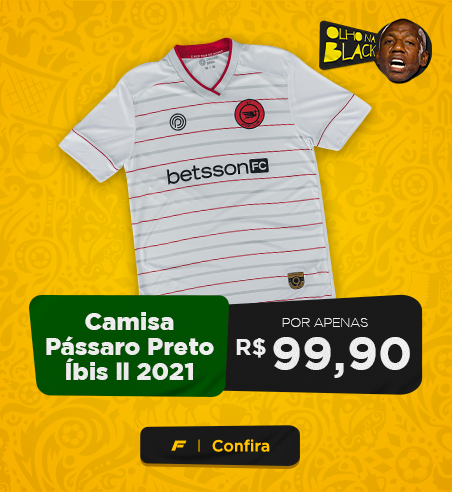 OLHO NA
BLACK
betsson FC
Camisa
Pássaro Preto
Íbis II 2021
POR APENAS
R$ 99,90
F | Confira